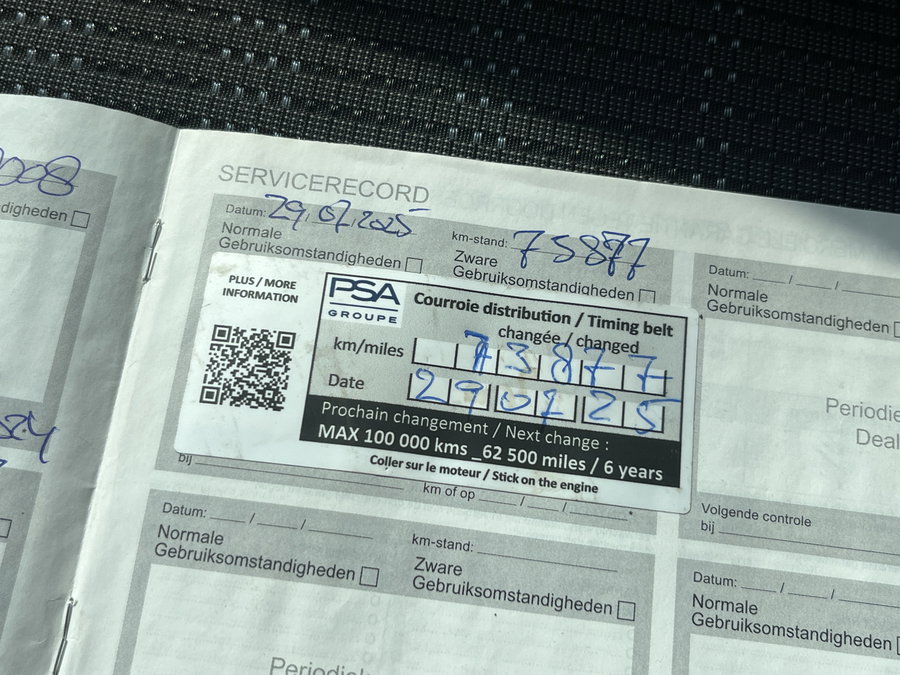 008
digheden
SERVICERECORD
Datum: 29.07.2025
km-stand: 75877
Normale
Gebruiksomstandigheden
Zware
Gebruiksomstandigheden
PLUS / MORE
INFORMATION
PSA
GROUPE
Courroie distribution / Timing belt
changée / changed
km/miles 73877
Date 290725
Prochain changement / Next change :
MAX 100 000 kms _62 500 miles / 6 years
Coller sur le moteur / Stick on the engine
bij
km of op / /
Datum: / /
Normale
Gebruiksomstandigheden
Periodie
Deal
Volgende controle
bij
Datum: / /
Normale
Gebruiksomstandigheden
km-stand:
Zware
Gebruiksomstandigheden
Periodiek
Datum: / /
Normale
Gebruiksomstandigheden